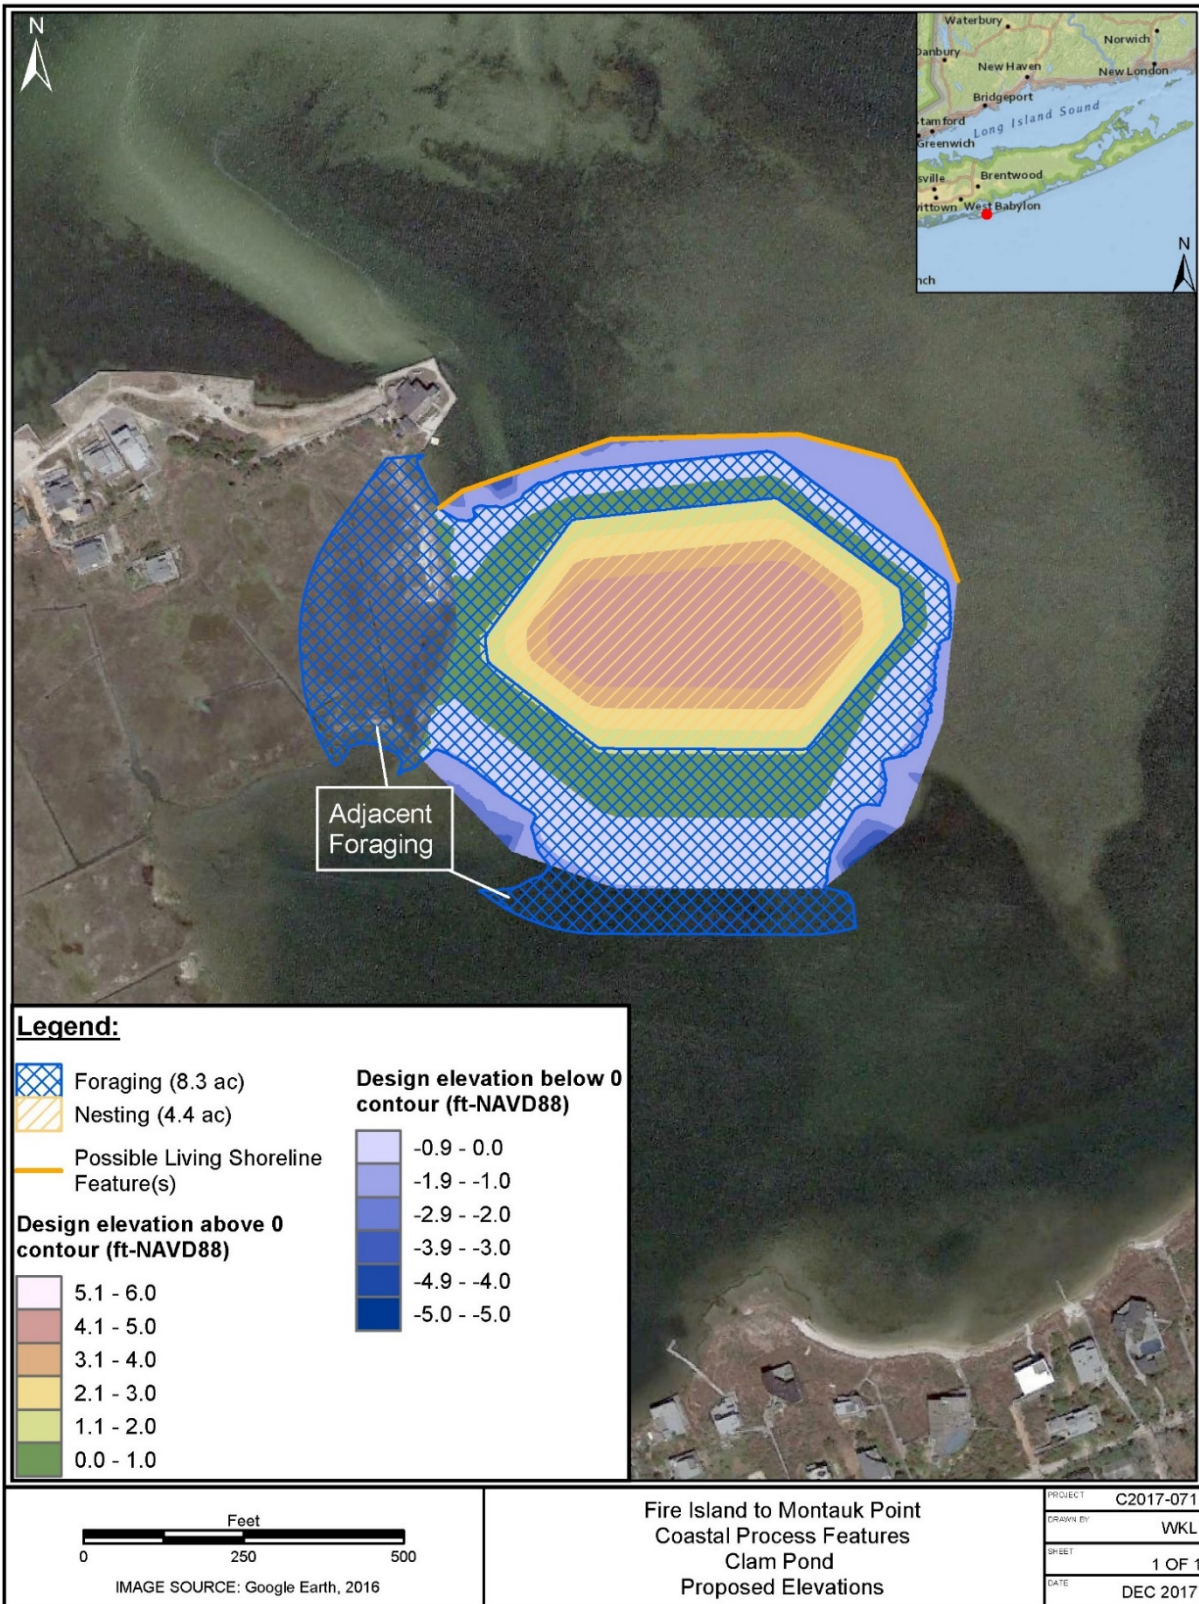 N
Waterbury
Norwich
Danbury
New Haven
New London
Bridgeport
Stamford
Long Island Sound
Greenwich
sville
Brentwood
wittown
West Babylon
N
nch
Adjacent
Foraging
Legend:
Foraging (8.3 ac)
Nesting (4.4 ac)
Possible Living Shoreline
Feature(s)
Design elevation above 0
contour (ft-NAVD88)
5.1 - 6.0
4.1 - 5.0
3.1 - 4.0
2.1 - 3.0
1.1 - 2.0
0.0 - 1.0
Design elevation below 0
contour (ft-NAVD88)
-0.9 - 0.0
-1.9 - -1.0
-2.9 - -2.0
-3.9 - -3.0
-4.9 - -4.0
-5.0 - -5.0
Feet
0 250 500
IMAGE SOURCE: Google Earth, 2016
Fire Island to Montauk Point
Coastal Process Features
Clam Pond
Proposed Elevations
PROJECT C2017-071
DRAWN BY WKL
SHEET 1 OF 1
DATE DEC 2017